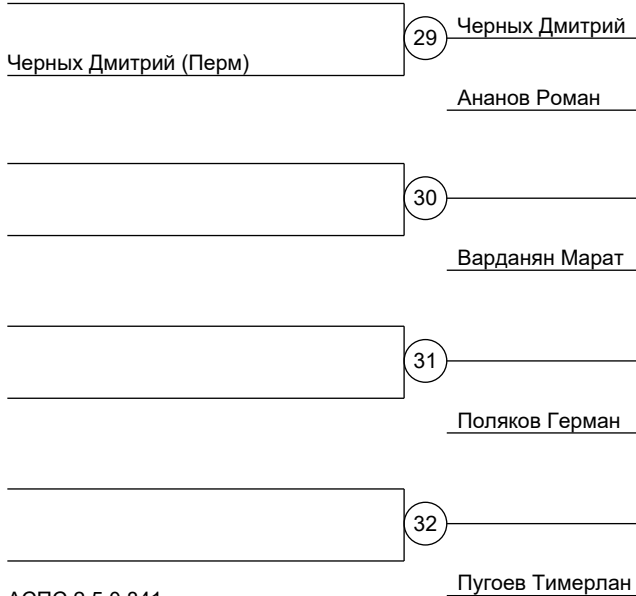 29
Черных Дмитрий
Черных Дмитрий (Перм)
Ананов Роман
30
Варданян Марат
31
Поляков Герман
32
Пугоев Тимерлан